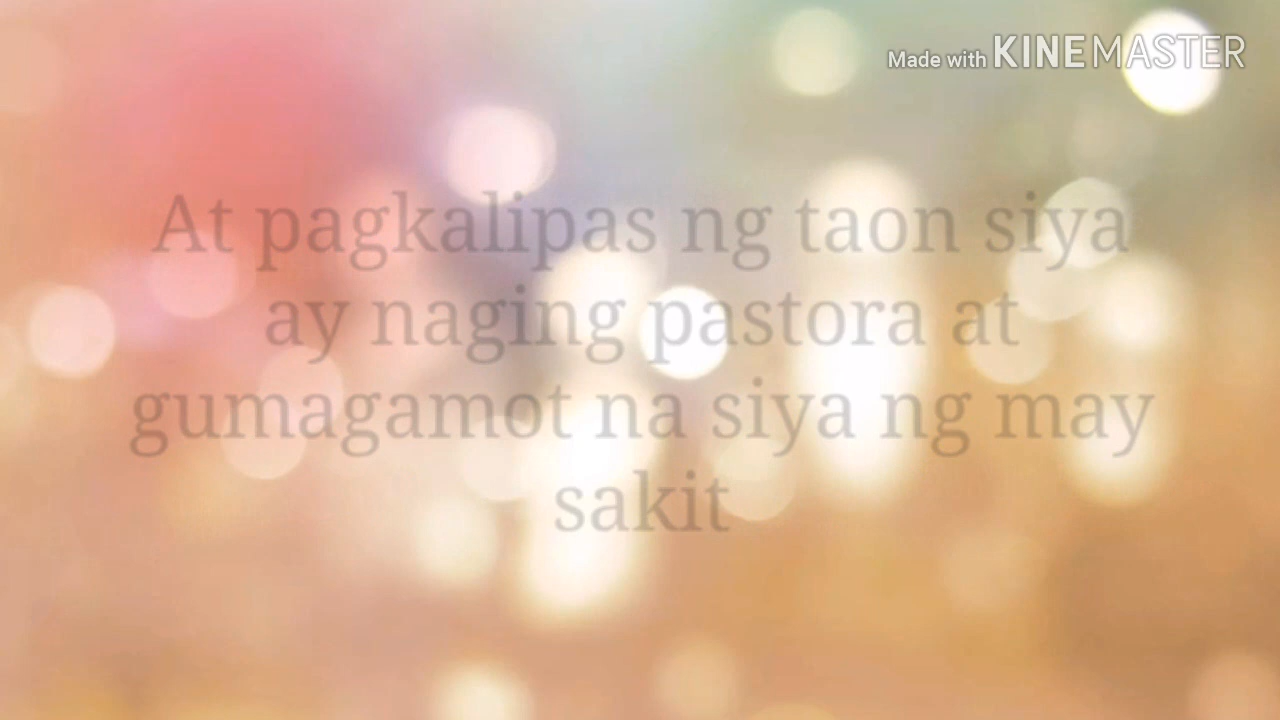 Made with KINEMASTER
At pagkalipas ng taon siya
ay naging pastora at
gumagamot na siya ng may
sakit